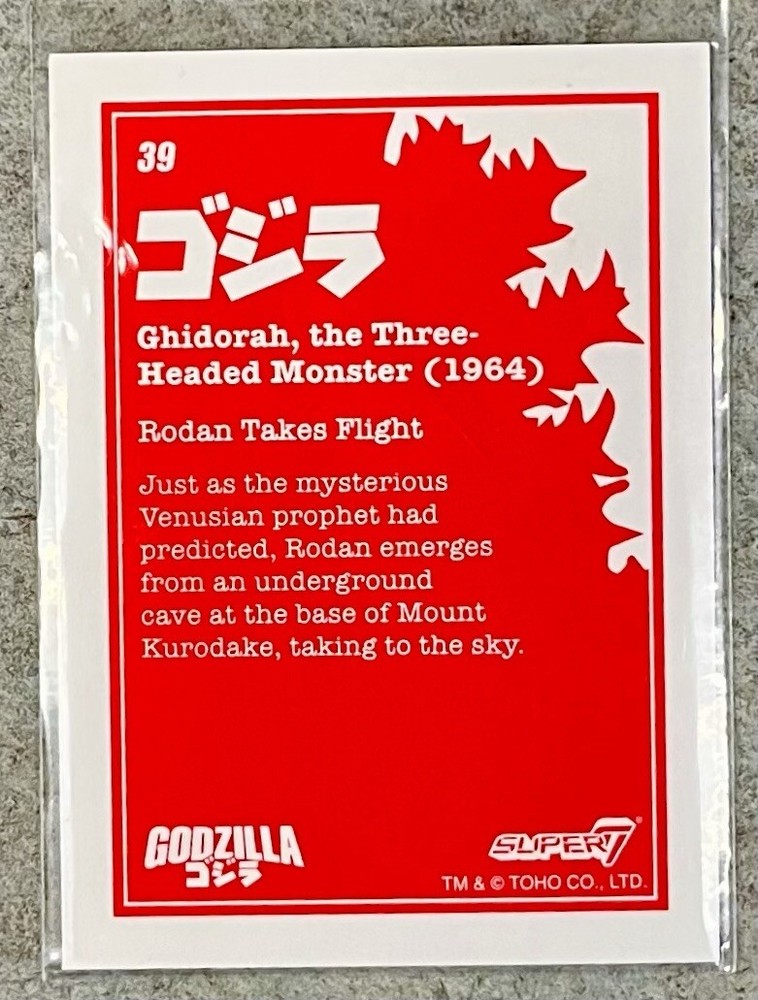 39
ゴジラ
Ghidorah, the Three-
Headed Monster (1964)
Rodan Takes Flight
Just as the mysterious
Venusian prophet had
predicted, Rodan emerges
from an underground
cave at the base of Mount
Kurodake, taking to the sky.
GODZILLA
ゴジラ
SUPER7®
TM & © TOHO CO., LTD.